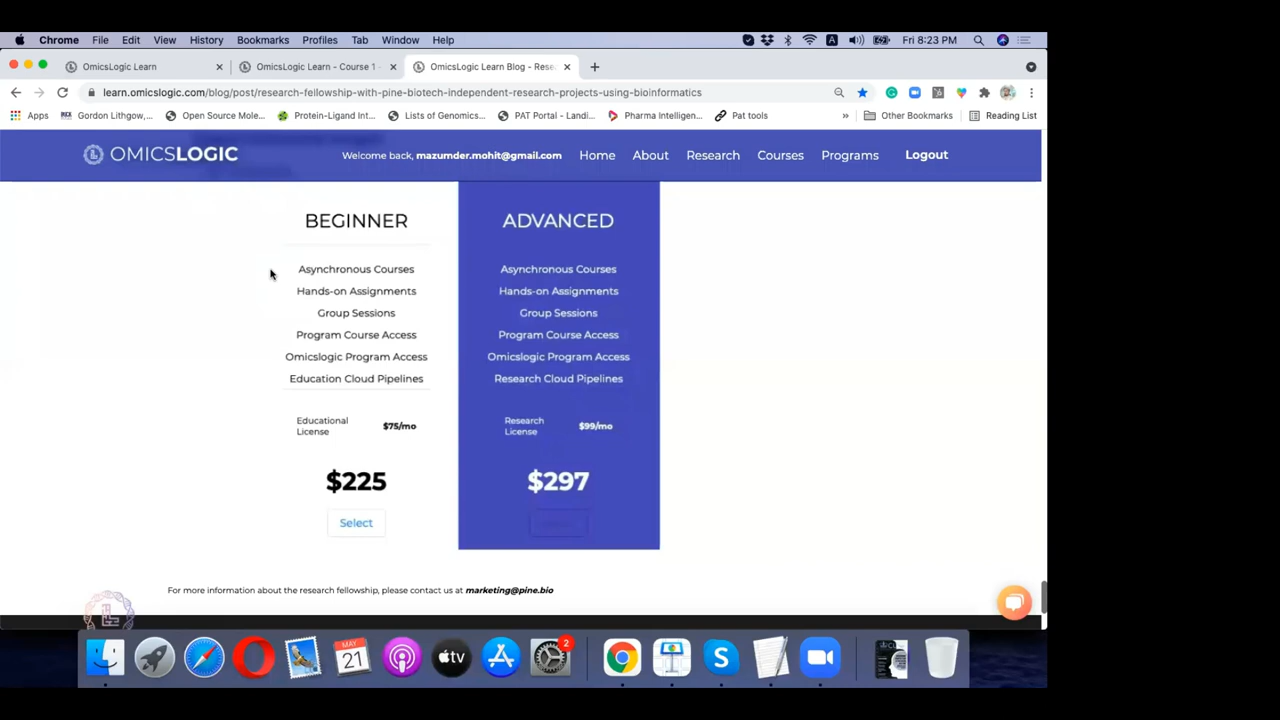 Chrome File Edit View History Bookmarks Profiles Tab Window Help A Fri 8:23 PM
OmicsLogic Learn × OmicsLogic Learn - Course 1 - × OmicsLogic Learn Blog - Rese × +
learn.omicslogic.com/blog/post/research-fellowship-with-pine-biotech-independent-research-projects-using-bioinformatics
Apps Gordon Lithgow,... Open Source Mole... Protein-Ligand Int... Lists of Genomics... PAT Portal - Landi... Pharma Intelligen... Pat tools » Other Bookmarks Reading List
OMICSLOGIC Welcome back, mazumder.mohit@gmail.com Home About Research Courses Programs Logout
BEGINNER ADVANCED
Asynchronous Courses Asynchronous Courses
Hands-on Assignments Hands-on Assignments
Group Sessions Group Sessions
Program Course Access Program Course Access
Omicslogic Program Access Omicslogic Program Access
Education Cloud Pipelines Research Cloud Pipelines
Educational License $75/mo Research License $99/mo
$225 $297
Select
For more information about the research fellowship, please contact us at marketing@pine.bio
MAY 21 tv 2